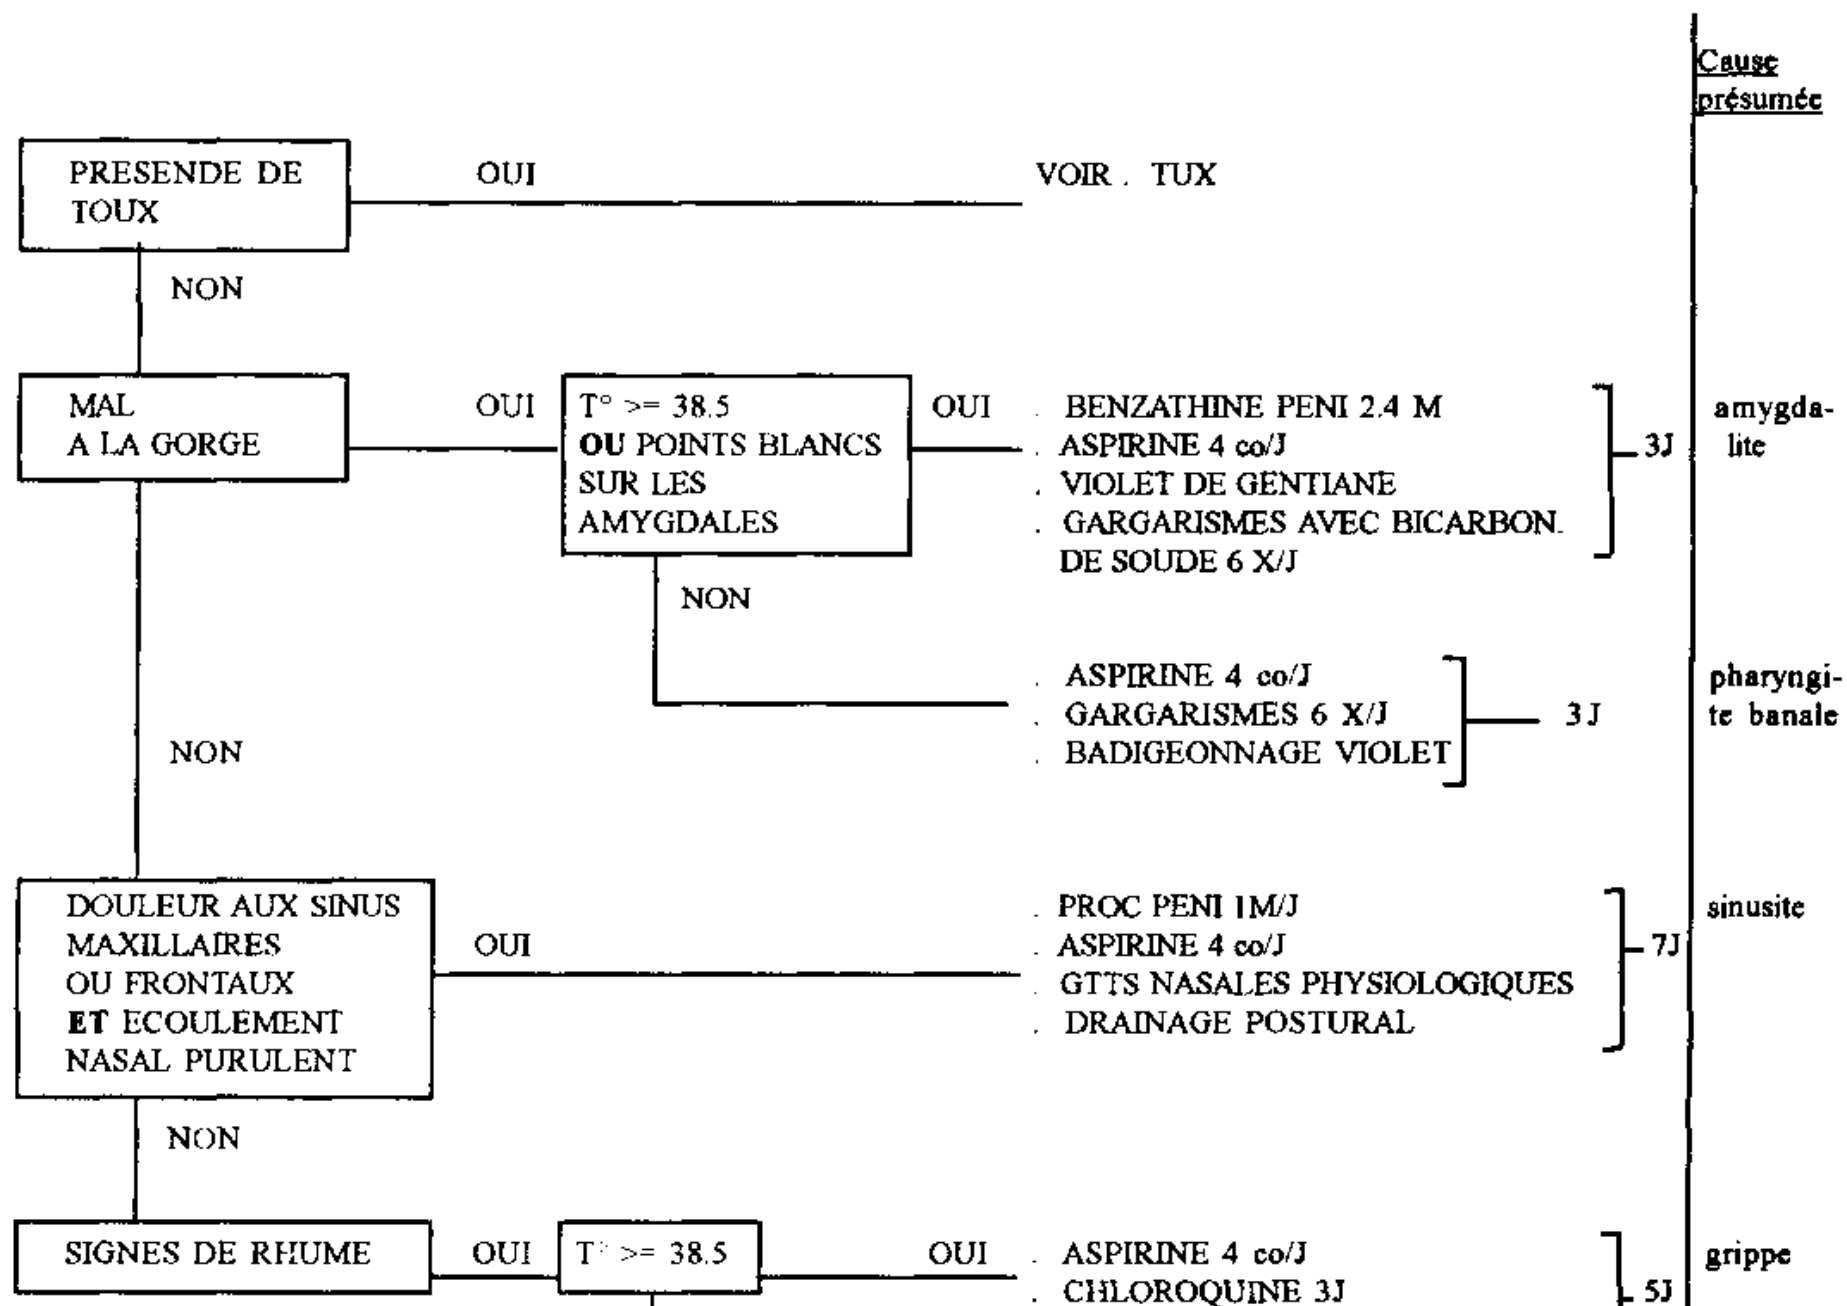 Cause
présumée
PRESENDE DE
TOUX
OUI
VOIR . TUX
NON
MAL
A LA GORGE
OUI
T° >= 38.5
OU POINTS BLANCS
SUR LES
AMYGDALES
OUI
. BENZATHINE PENI 2.4 M
. ASPIRINE 4 co/J
. VIOLET DE GENTIANE
. GARGARISMES AVEC BICARBON.
DE SOUDE 6 X/J
3J
amygda-
lite
NON
. ASPIRINE 4 co/J
. GARGARISMES 6 X/J
. BADIGEONNAGE VIOLET
3J
pharyngi-
te banale
NON
DOULEUR AUX SINUS
MAXILLAIRES
OU FRONTAUX
ET ECOULEMENT
NASAL PURULENT
OUI
. PROC PENI 1M/J
. ASPIRINE 4 co/J
. GTTS NASALES PHYSIOLOGIQUES
. DRAINAGE POSTURAL
7J
sinusite
NON
SIGNES DE RHUME
OUI
T° >= 38.5
OUI
. ASPIRINE 4 co/J
. CHLOROQUINE 3J
5J
grippe